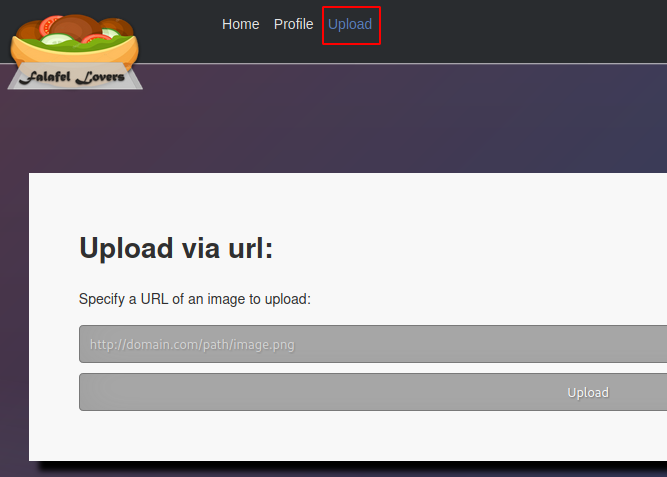 Home Profile Upload
Falafel Lovers
Upload via url:
Specify a URL of an image to upload:
http://domain.com/path/image.png
Upload